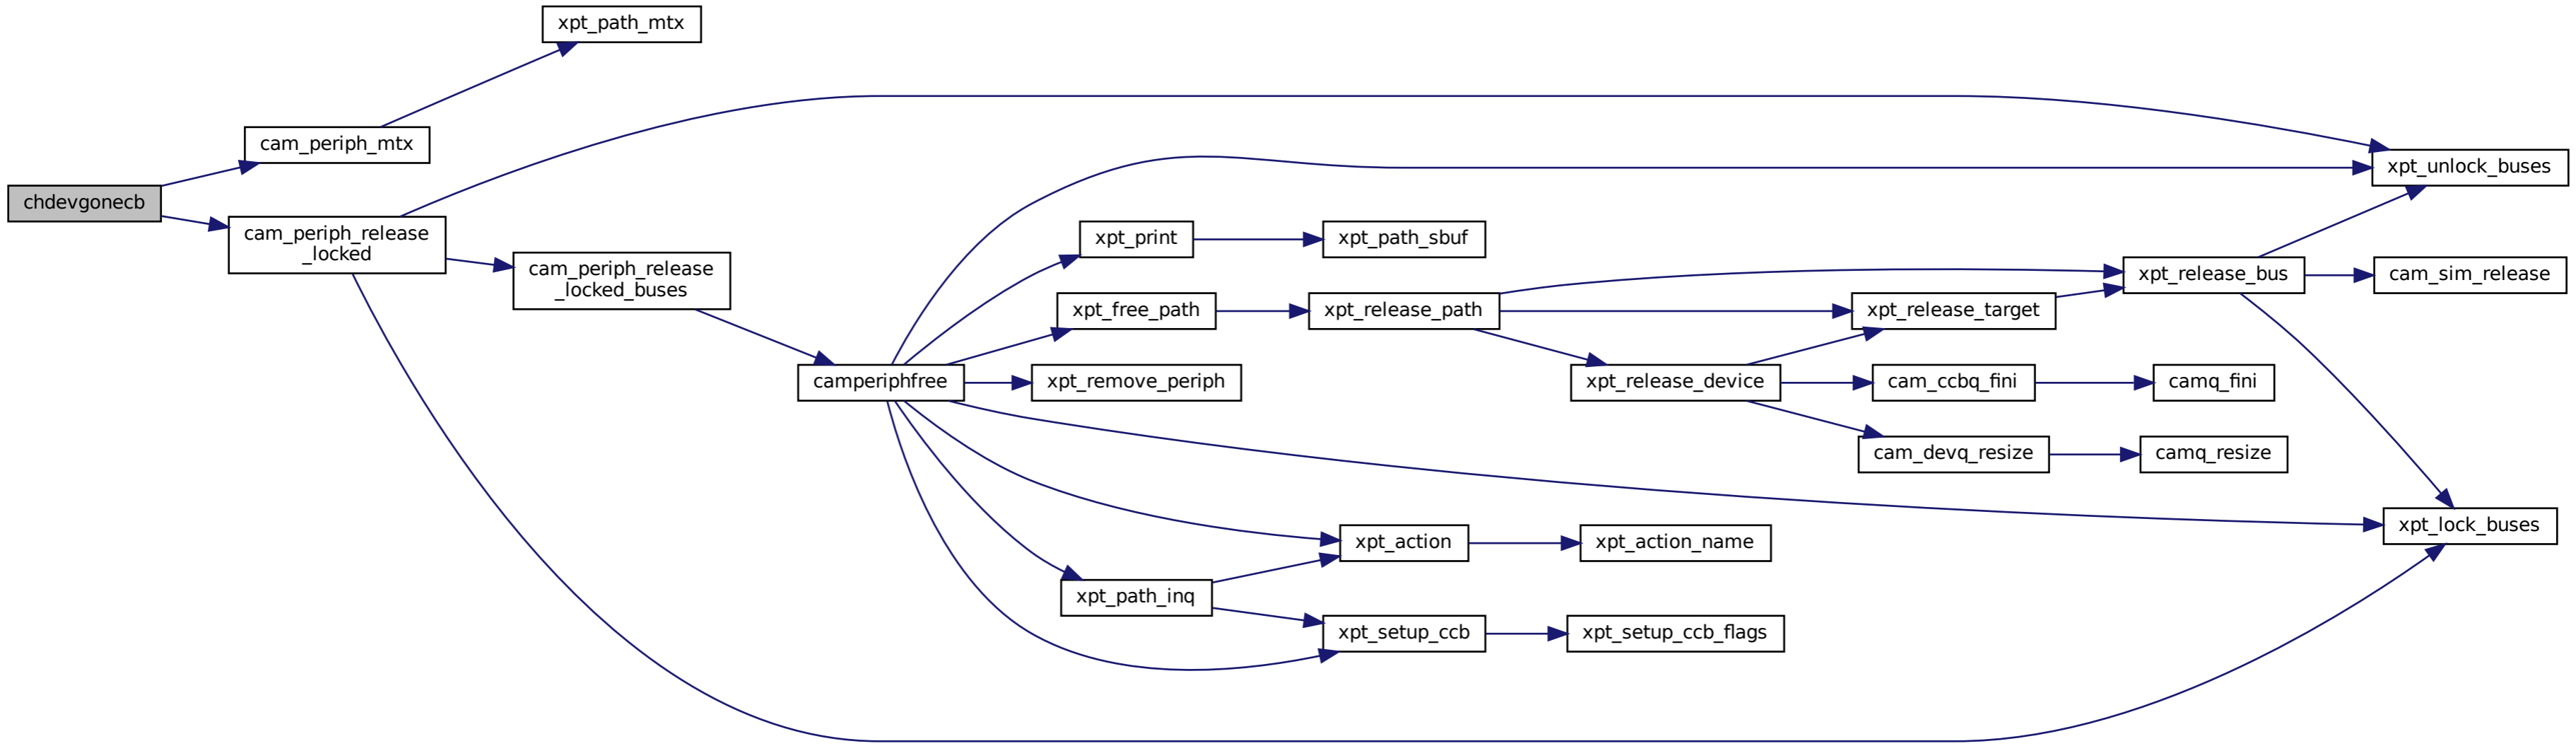 xpt_path_mtx
cam_periph_mtx
xpt_unlock_buses
chdevgonecb
cam_periph_release
_locked
xpt_print
xpt_path_sbuf
cam_periph_release
_locked_buses
xpt_release_bus
cam_sim_release
xpt_free_path
xpt_release_path
xpt_release_target
camperiphfree
xpt_remove_periph
xpt_release_device
cam_ccbq_fini
camq_fini
cam_devq_resize
camq_resize
xpt_lock_buses
xpt_action
xpt_action_name
xpt_path_inq
xpt_setup_ccb
xpt_setup_ccb_flags